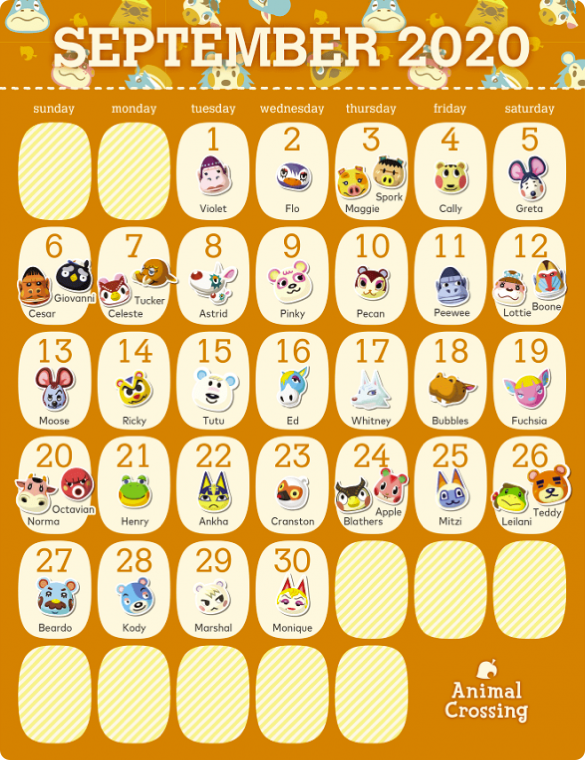 SEPTEMBER 2020
sunday monday tuesday wednesday thursday friday saturday
1 2 3 4 5
Violet Flo Maggie Spork Cally Greta
6 7 8 9 10 11 12
Cesar Giovanni Celeste Tucker Astrid Pinky Pecan Peewee Lottie Boone
13 14 15 16 17 18 19
Moose Ricky Tutu Ed Whitney Bubbles Fuchsia
20 21 22 23 24 25 26
Norma Octavian Henry Ankha Cranston Blathers Apple Mitzi Leilani Teddy
27 28 29 30
Beardo Kody Marshal Monique
Animal
Crossing